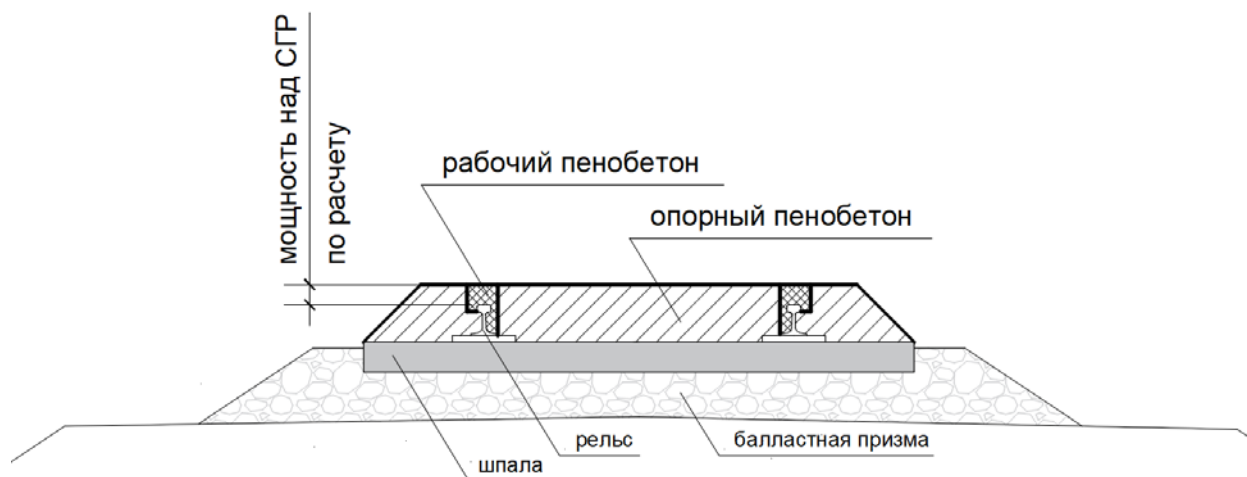 мощность над СГР
по расчету
рабочий пенобетон
опорный пенобетон
рельс
балластная призма
шпала